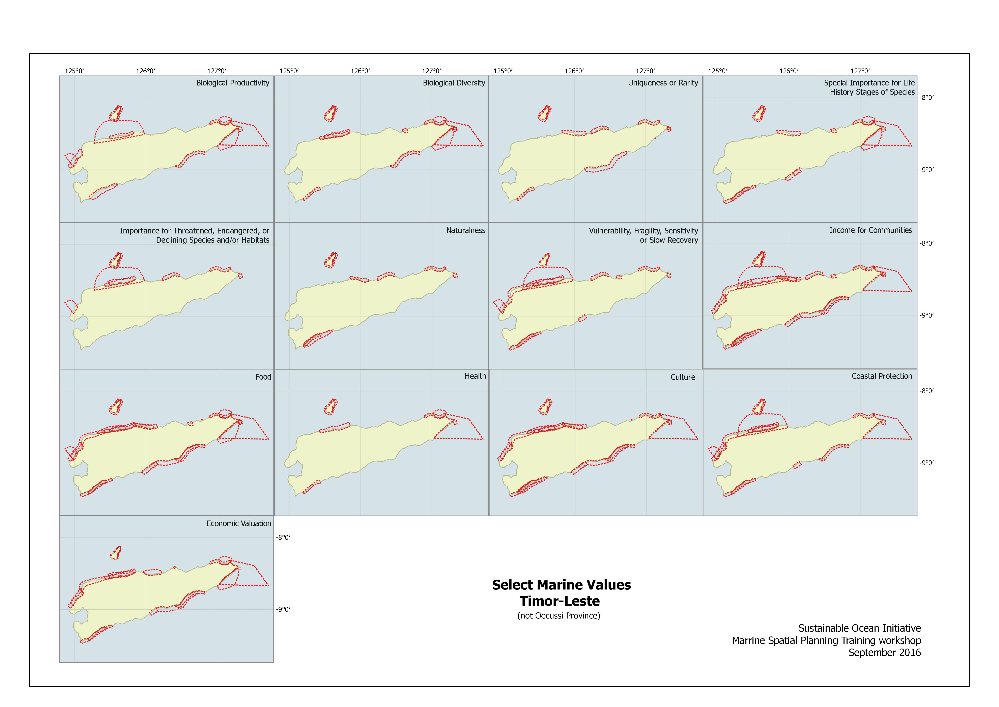 125°0′ 126°0′ 127°0′ 125°0′ 126°0′ 127°0′ 125°0′ 126°0′ 127°0′ 125°0′ 126°0′ 127°0′
Biological Productivity
Biological Diversity
Uniqueness or Rarity
Special Importance for Life
History Stages of Species
-8°0′
-9°0′
Importance for Threatened, Endangered, or
Declining Species and/or Habitats
Naturalness
Vulnerability, Fragility, Sensitivity
or Slow Recovery
Income for Communities
-8°0′
-9°0′
Food
Health
Culture
Coastal Protection
-8°0′
-9°0′
Economic Valuation
-8°0′
-9°0′
Select Marine Values
Timor-Leste
(not Oecussi Province)
Sustainable Ocean Initiative
Marrine Spatial Planning Training workshop
September 2016